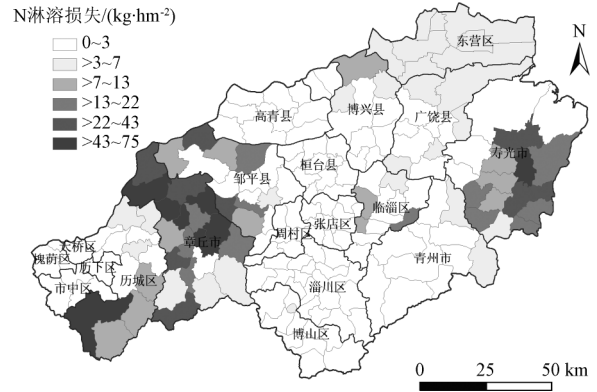 N淋溶损失/(kg·hm-2)
0~3
>3~7
>7~13
>13~22
>22~43
>43~75
N
东营区
高青县
博兴县
广饶县
寿光市
邹平县
桓台县
临淄区
章丘市
周村区
张店区
天桥区
槐荫区
历下区
市中区
历城区
淄川区
青州市
博山区
0 25 50 km